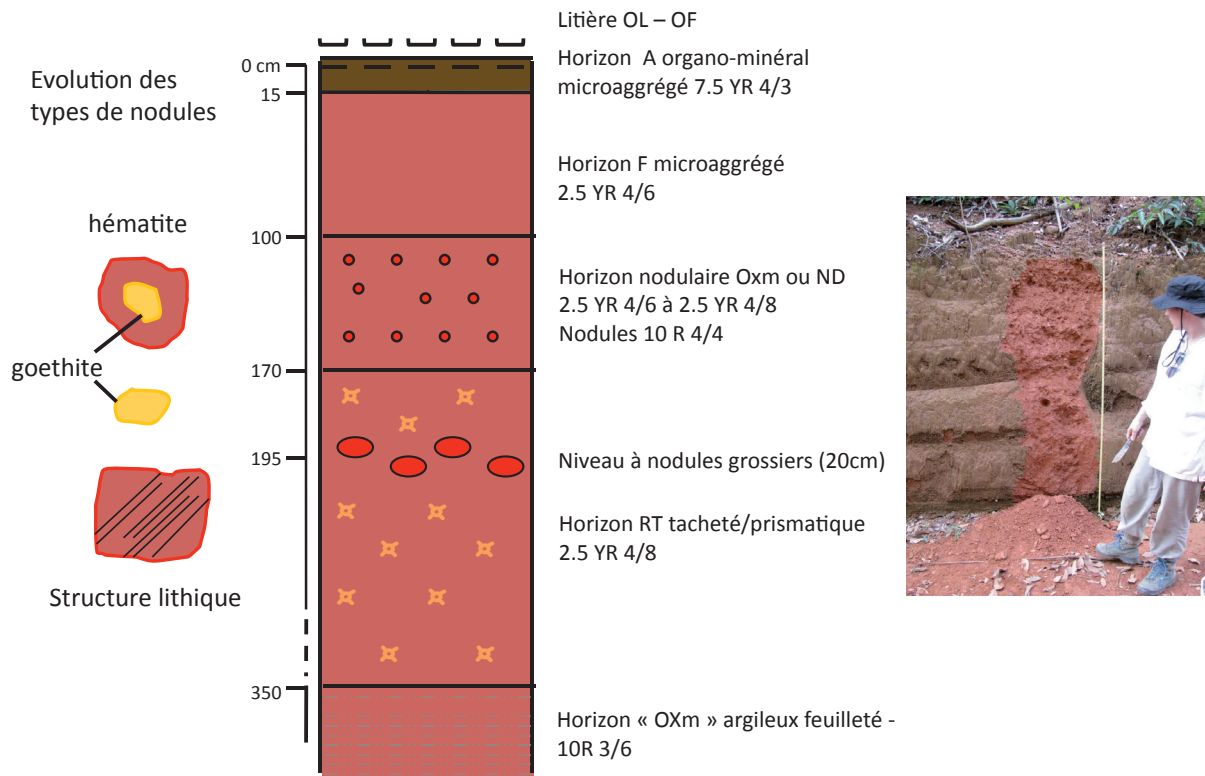 Litière OL – OF
Horizon A organo-minéral
microaggrégé 7.5 YR 4/3
Evolution des
types de nodules
0 cm
15
Horizon F microaggrégé
2.5 YR 4/6
hématite
goethite
100
Horizon nodulaire Oxm ou ND
2.5 YR 4/6 à 2.5 YR 4/8
Nodules 10 R 4/4
170
195
Niveau à nodules grossiers (20cm)
Horizon RT tacheté/prismatique
2.5 YR 4/8
Structure lithique
350
Horizon « OXm » argileux feuilleté -
10R 3/6